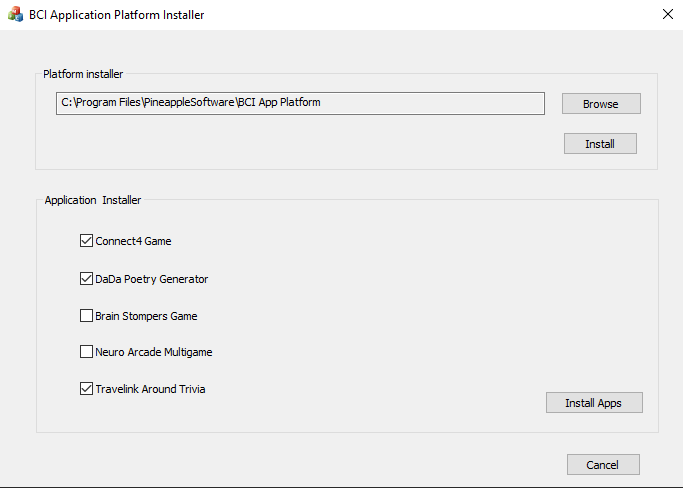 BCI Application Platform Installer
Platform installer
C:\Program Files\PineappleSoftware\BCI App Platform
Browse
Install
Application Installer
Connect4 Game
DaDa Poetry Generator
Brain Stompers Game
Neuro Arcade Multigame
Travelink Around Trivia
Install Apps
Cancel